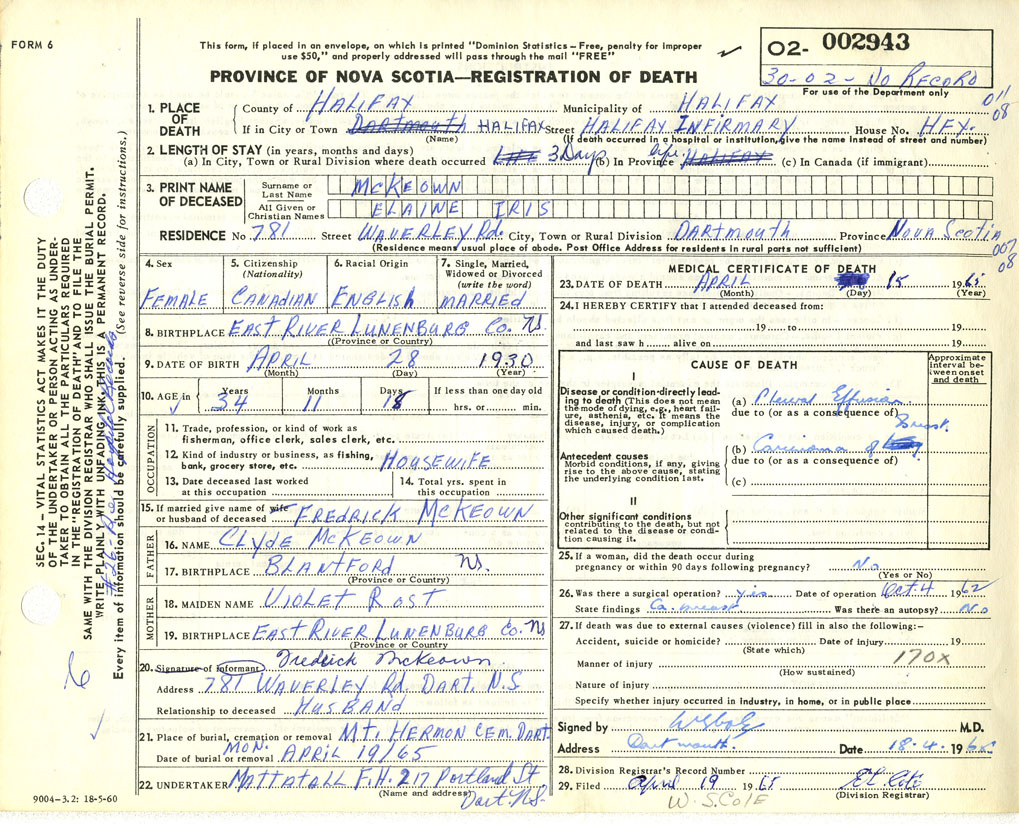 FORM 6
This form, if placed in an envelope, on which is printed "Dominion Statistics – Free, penalty for improper
use $50," and properly addressed will pass through the mail "FREE"
O2- 002943
30-02- NO RECORD
For use of the Department only
PROVINCE OF NOVA SCOTIA—REGISTRATION OF DEATH
1. PLACE OF DEATH
County of HALIFAX Municipality of HALIFAX 011 08
If in City or Town DARTMOUTH HALIFAX Street HALIFAX INFIRMARY House No. HFX.
(Name) (If death occurred in a hospital or institution, give the name instead of street and number)
2. LENGTH OF STAY (in years, months and days)
(a) In City, Town or Rural Division where death occurred LIFE 3 Days (b) In Province Life HALIFAX (c) In Canada (if immigrant)
3. PRINT NAME OF DECEASED
Surname or Last Name MCKEOWN
All Given or Christian Names ELAINE IRIS
RESIDENCE No 781 Street WAVERLEY Rd. City, Town or Rural Division DARTMOUTH Province NOVA SCOTIA
(Residence means usual place of abode. Post Office Address for residents in rural parts not sufficient) 007 08
4. Sex FEMALE
5. Citizenship (Nationality) CANADIAN
6. Racial Origin ENGLISH
7. Single, Married, Widowed or Divorced (write the word) MARRIED
8. BIRTHPLACE EAST RIVER LUNENBURG Co. NS.
(Province or Country)
9. DATE OF BIRTH APRIL 28 1930
(Month) (Day) (Year)
10. AGE in Years 34 Months 11 Days 18 If less than one day old hrs. or min.
OCCUPATION
11. Trade, profession, or kind of work as
fisherman, office clerk, sales clerk, etc.
12. Kind of industry or business, as fishing,
bank, grocery store, etc. HOUSEWIFE
13. Date deceased last worked
at this occupation
14. Total yrs. spent in
this occupation
15. If married give name of wife
or husband of deceased FREDRICK MCKEOWN
FATHER
16. NAME CLYDE MCKEOWN
17. BIRTHPLACE BLANTFORD NS.
(Province or Country)
MOTHER
18. MAIDEN NAME VIOLET ROST
19. BIRTHPLACE EAST RIVER LUNENBURG Co. NS
(Province or Country
20. Signature of informant Fredrick McKeown
Address 781 WAVERLEY Rd. DART. N.S.
Relationship to deceased HUSBAND
21. Place of burial, cremation or removal MT. HERMON CEM. DART.
Date of burial or removal MON. APRIL 19/65
22. UNDERTAKER MATTATALL F.H. 217 Portland St
(Name and address) Dart. N.S.
9004-3.2: 18-5-60
MEDICAL CERTIFICATE OF DEATH
23. DATE OF DEATH APRIL 15 1965
(Month) (Day) (Year)
24. I HEREBY CERTIFY that I attended deceased from:
19 to 19
and last saw h alive on 19
CAUSE OF DEATH
Approximate interval between onset and death
I
Disease or condition directly leading to death (This does not
the mode of dying, e.g., heart failure, asthenia, etc. It means the
disease, injury, or complication
which caused death.)
(a) Pleural Effusion
due to (or as a consequence of)
Breast.
(b) Carcinoma of
due to (or as a consequence of)
(c)
Antecedent causes
Morbid conditions, if any, giving
rise to the above cause, stating
the underlying condition last.
II
Other significant conditions
contributing to the death, but not
related to the disease or condition causing it.
25. If a woman, did the death occur during
pregnancy or within 90 days following pregnancy? No
(Yes or No)
26. Was there a surgical operation? yes Date of operation Oct. 4 1962
State findings Ca. breast Was there an autopsy? No
27. If death was due to external causes (violence) fill in also the following:—
Accident, suicide or homicide? Date of injury 19
(State which)
Manner of injury 170X
(How sustained)
Nature of injury
Specify whether injury occurred in industry, in home, or in public place
Signed by M.D.
Address Dartmouth. Date 18-4- 1965
28. Division Registrar's Record Number
29. Filed April 19 1965
(Division Registrar)
W. S. COLE
SEC. 14 — VITAL STATISTICS ACT MAKES IT THE DUTY
OF THE UNDERTAKER OR PERSON ACTING AS UNDERTAKER TO OBTAIN ALL THE PARTICULARS REQUIRED
IN THE "REGISTRATION OF DEATH" AND TO FILE THE
SAME WITH THE DIVISION REGISTRAR WHO SHALL ISSUE THE BURIAL PERMIT.
WRITE PLAINLY WITH UNFADING INK, THIS IS A PERMANENT RECORD.
Every item of information should be carefully supplied. (See reverse side for instructions.)